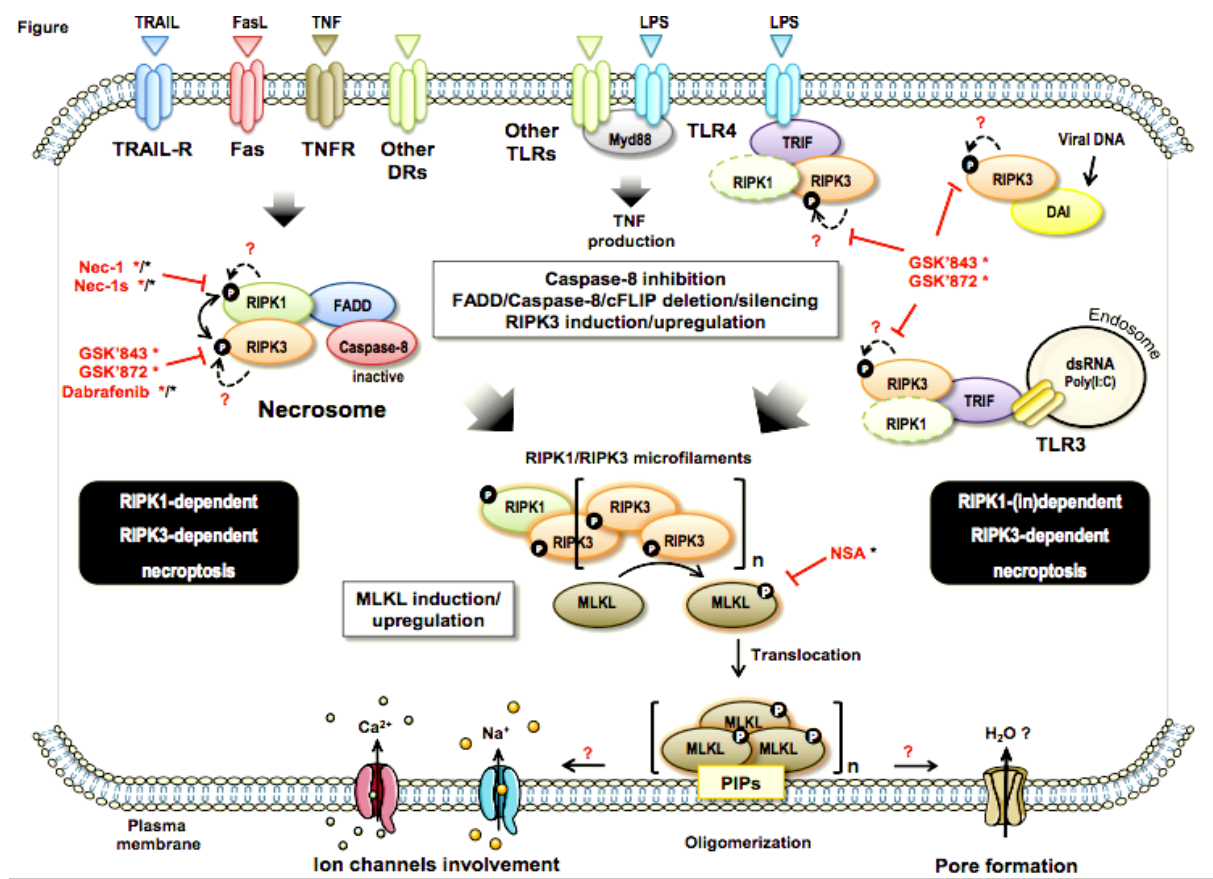 Figure
TRAIL
FasL
TNF
LPS
LPS
TRAIL-R
Fas
TNFR
Other
DRs
Other
TLRs
Myd88
TLR4
TRIF
RIPK1
RIPK3
P
?
?
P
RIPK3
Viral DNA
DAI
TNF
production
GSK'843 *
GSK'872 *
Nec-1 */*
Nec-1s */*
?
P
RIPK1
FADD
P
RIPK3
Caspase-8
inactive
GSK'843 *
GSK'872 *
Dabrafenib */*
?
Necrosome
Caspase-8 inhibition
FADD/Caspase-8/cFLIP deletion/silencing
RIPK3 induction/upregulation
?
P
RIPK3
RIPK1
TRIF
Endosome
dsRNA
Poly(I:C)
TLR3
RIPK1-dependent
RIPK3-dependent
necroptosis
RIPK1/RIPK3 microfilaments
P
RIPK1
P
RIPK3
P
RIPK3
P
RIPK3
n
RIPK1-(in)dependent
RIPK3-dependent
necroptosis
MLKL induction/
upregulation
MLKL
MLKL
P
NSA *
Translocation
Ca2+
Na+
?
MLKL
P
MLKL
P
MLKL
P
n
PIPs
?
H2O ?
Plasma
membrane
Ion channels involvement
Oligomerization
Pore formation